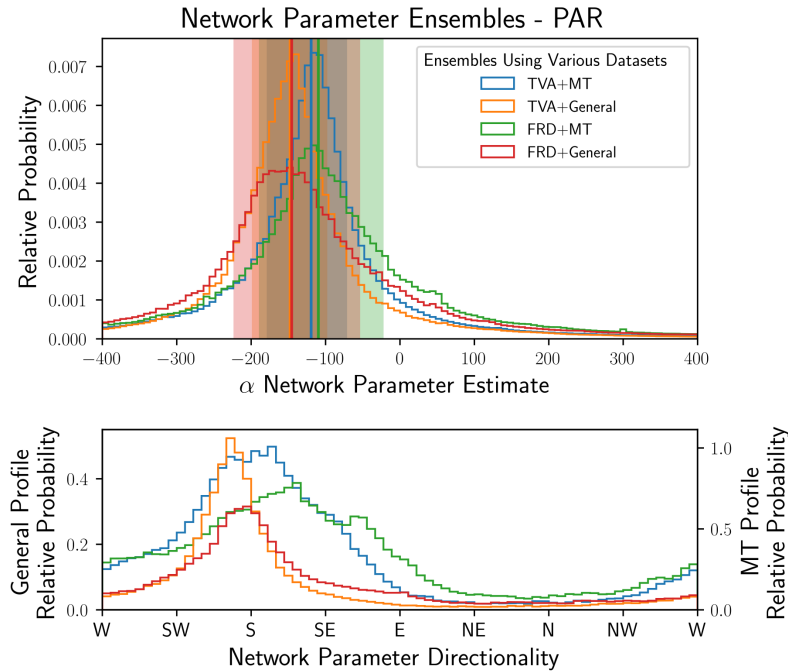 Network Parameter Ensembles - PAR
Relative Probability
0.007
0.006
0.005
0.004
0.003
0.002
0.001
0.000
Ensembles Using Various Datasets
TVA+MT
TVA+General
FRD+MT
FRD+General
−400 −300 −200 −100 0 100 200 300 400
α Network Parameter Estimate
General Profile
Relative Probability
0.4
0.2
0.0
1.0
0.5
0.0
MT Profile
Relative Probability
W SW S SE E NE N NW W
Network Parameter Directionality